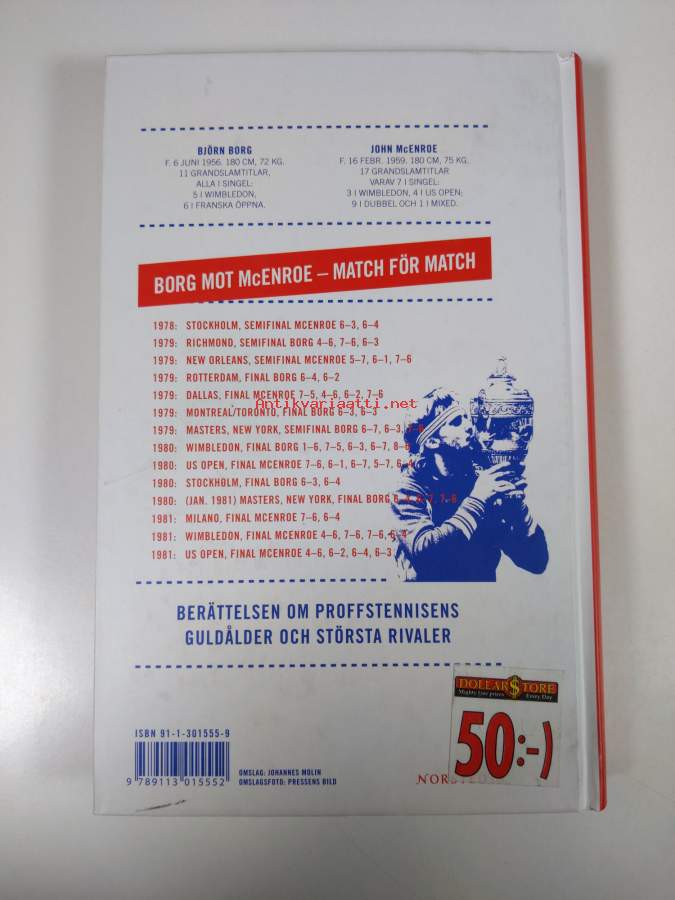 BJÖRN BORG
F. 6 JUNI 1956. 180 CM, 72 KG.
11 GRANDSLAMTITLAR,
ALLA I SINGEL:
5 I WIMBLEDON,
6 I FRANSKA ÖPPNA.
JOHN McENROE
F. 16 FEBR. 1959. 180 CM, 75 KG.
17 GRANDSLAMTITLAR
VARAV 7 I SINGEL:
3 I WIMBLEDON, 4 I US OPEN;
9 I DUBBEL OCH 1 I MIXED.
BORG MOT McENROE – MATCH FÖR MATCH
1978: STOCKHOLM, SEMIFINAL MCENROE 6–3, 6–4
1979: RICHMOND, SEMIFINAL BORG 4–6, 7–6, 6–3
1979: NEW ORLEANS, SEMIFINAL MCENROE 5–7, 6–1, 7–6
1979: ROTTERDAM, FINAL BORG 6–4, 6–2
1979: DALLAS, FINAL MCENROE 7–5, 4–6, 6–2, 7–6
Antikvariaatti.net
1979: MONTREAL/TORONTO, FINAL BORG 6–3, 6–3
1979: MASTERS, NEW YORK, SEMIFINAL BORG 6–7, 6–3,
1980: WIMBLEDON, FINAL BORG 1–6, 7–5, 6–3, 6–7, 8–6
1980: US OPEN, FINAL MCENROE 7–6, 6–1, 6–7, 5–7, 6–4
1980: STOCKHOLM, FINAL BORG 6–3, 6–4
1980: (JAN. 1981) MASTERS, NEW YORK, FINAL BORG
1981: MILANO, FINAL MCENROE 7–6, 6–4
1981: WIMBLEDON, FINAL MCENROE 4–6, 7–6, 7–6, 6–4
1981: US OPEN, FINAL MCENROE 4–6, 6–2, 6–4, 6–3
BERÄTTELSEN OM PROFFSTENNISENS
GULDÅLDER OCH STÖRSTA RIVALER
ISBN 91-1-301555-9
9 789113 015552
OMSLAG: JOHANNES MOLIN
OMSLAGSFOTO: PRESSENS BILD
DOLLAR$TORE
Mighty low prices Every Day
50:-)